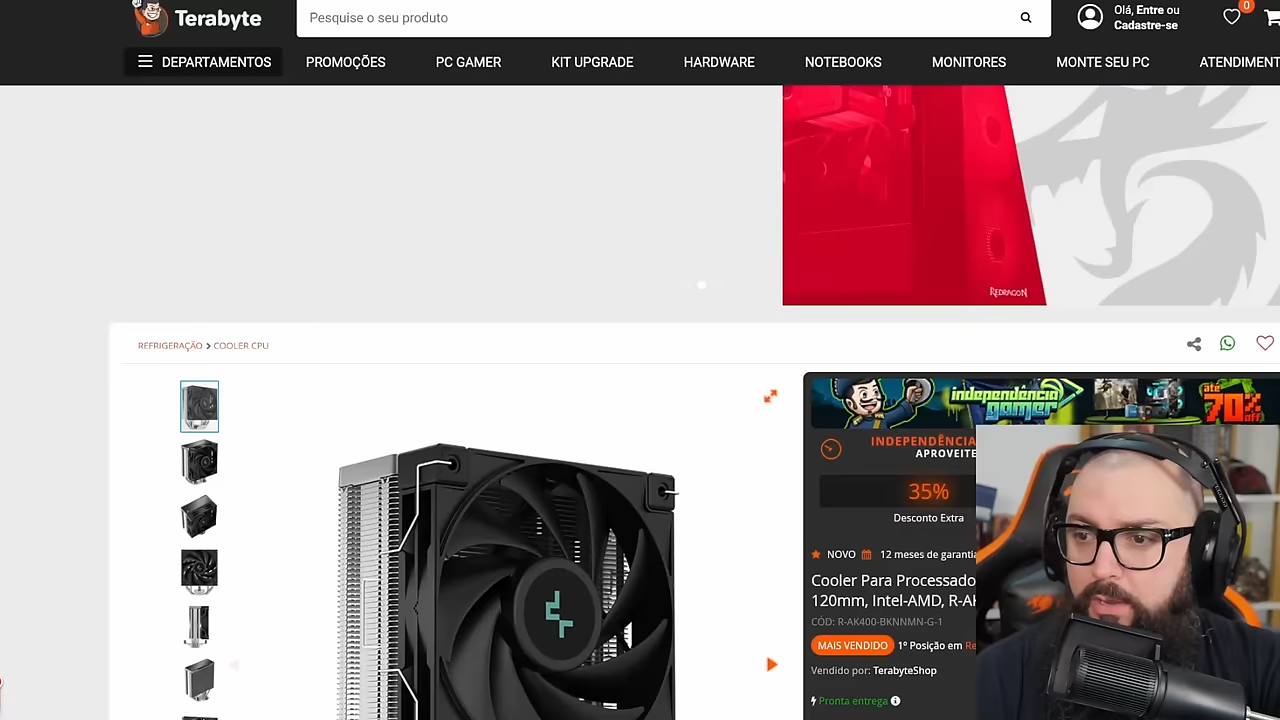 Terabyte
Pesquise o seu produto
Olá, Entre ou
Cadastre-se
0
DEPARTAMENTOS
PROMOÇÕES
PC GAMER
KIT UPGRADE
HARDWARE
NOTEBOOKS
MONITORES
MONTE SEU PC
ATENDIMENT
REDRAGON
REFRIGERAÇÃO > COOLER CPU
independência
gamer
até
70%
OFF
INDEPENDÊNCIA
APROVEITE
35%
Desconto Extra
NOVO 12 meses de garantia
Cooler Para Processado
120mm, Intel-AMD, R-AK
CÓD: R-AK400-BKNNMN-G-1
MAIS VENDIDO 1º Posição em Re
Vendido por: TerabyteShop
Pronta entrega